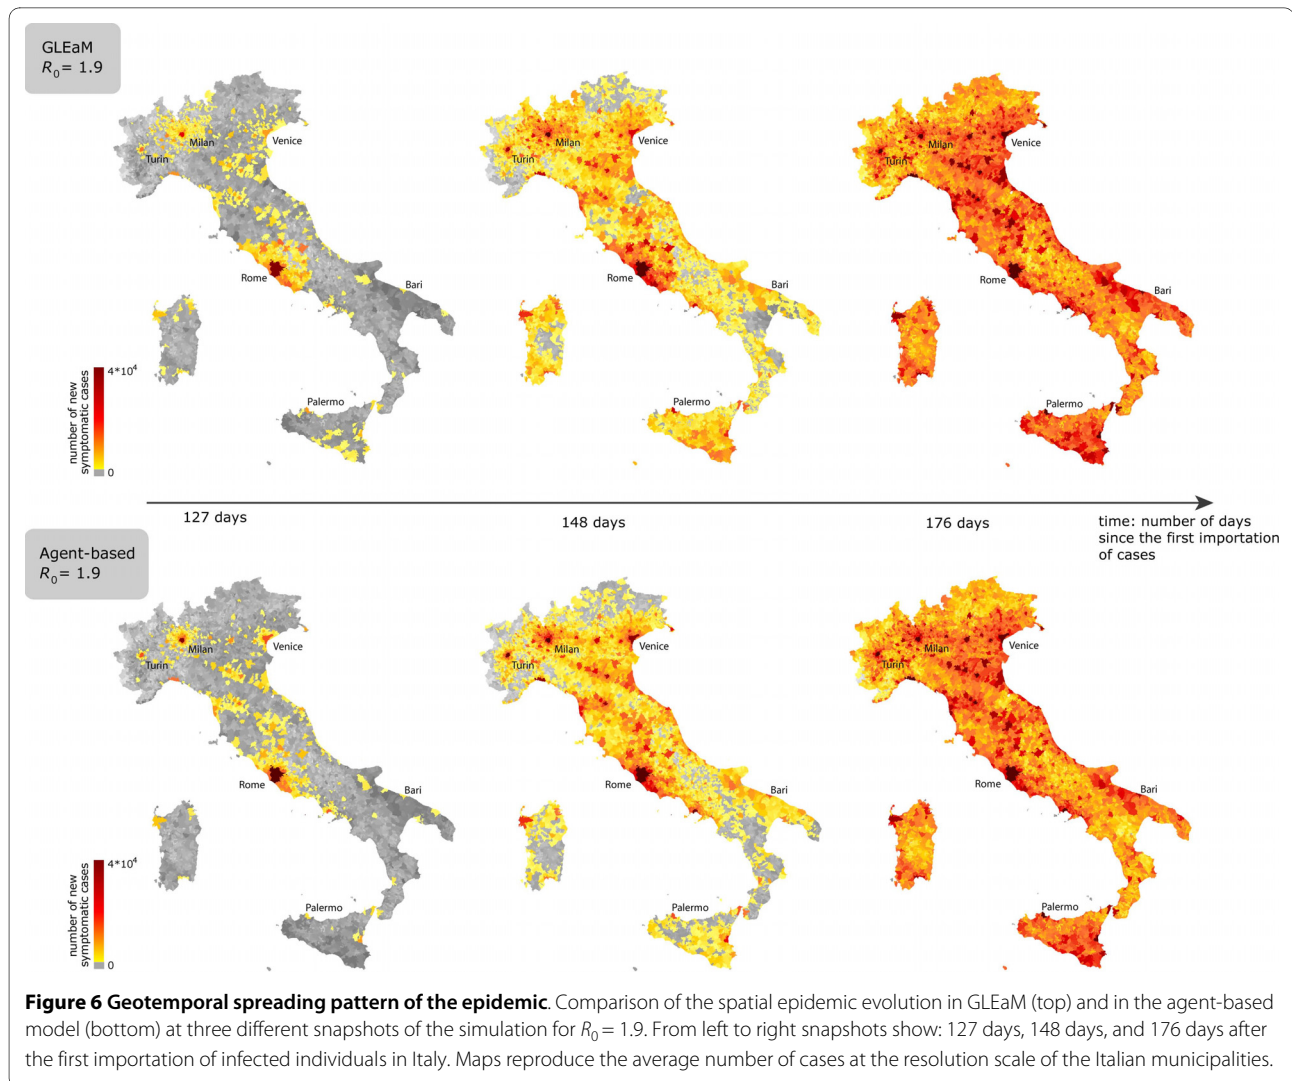 GLEaM
R0 = 1.9
Milan
Turin
Venice
Rome
Bari
Palermo
number of new
symptomatic cases
4*10^4
0
Milan
Turin
Venice
Rome
Bari
Palermo
Milan
Turin
Venice
Rome
Bari
Palermo
127 days
148 days
176 days
time: number of days
since the first importation
of cases
Agent-based
R0 = 1.9
Milan
Turin
Venice
Rome
Bari
Palermo
number of new
symptomatic cases
4*10^4
0
Milan
Turin
Venice
Rome
Bari
Palermo
Milan
Turin
Venice
Rome
Bari
Palermo
Figure 6 Geotemporal spreading pattern of the epidemic. Comparison of the spatial epidemic evolution in GLEaM (top) and in the agent-based
model (bottom) at three different snapshots of the simulation for R0 = 1.9. From left to right snapshots show: 127 days, 148 days, and 176 days after
the first importation of infected individuals in Italy. Maps reproduce the average number of cases at the resolution scale of the Italian municipalities.